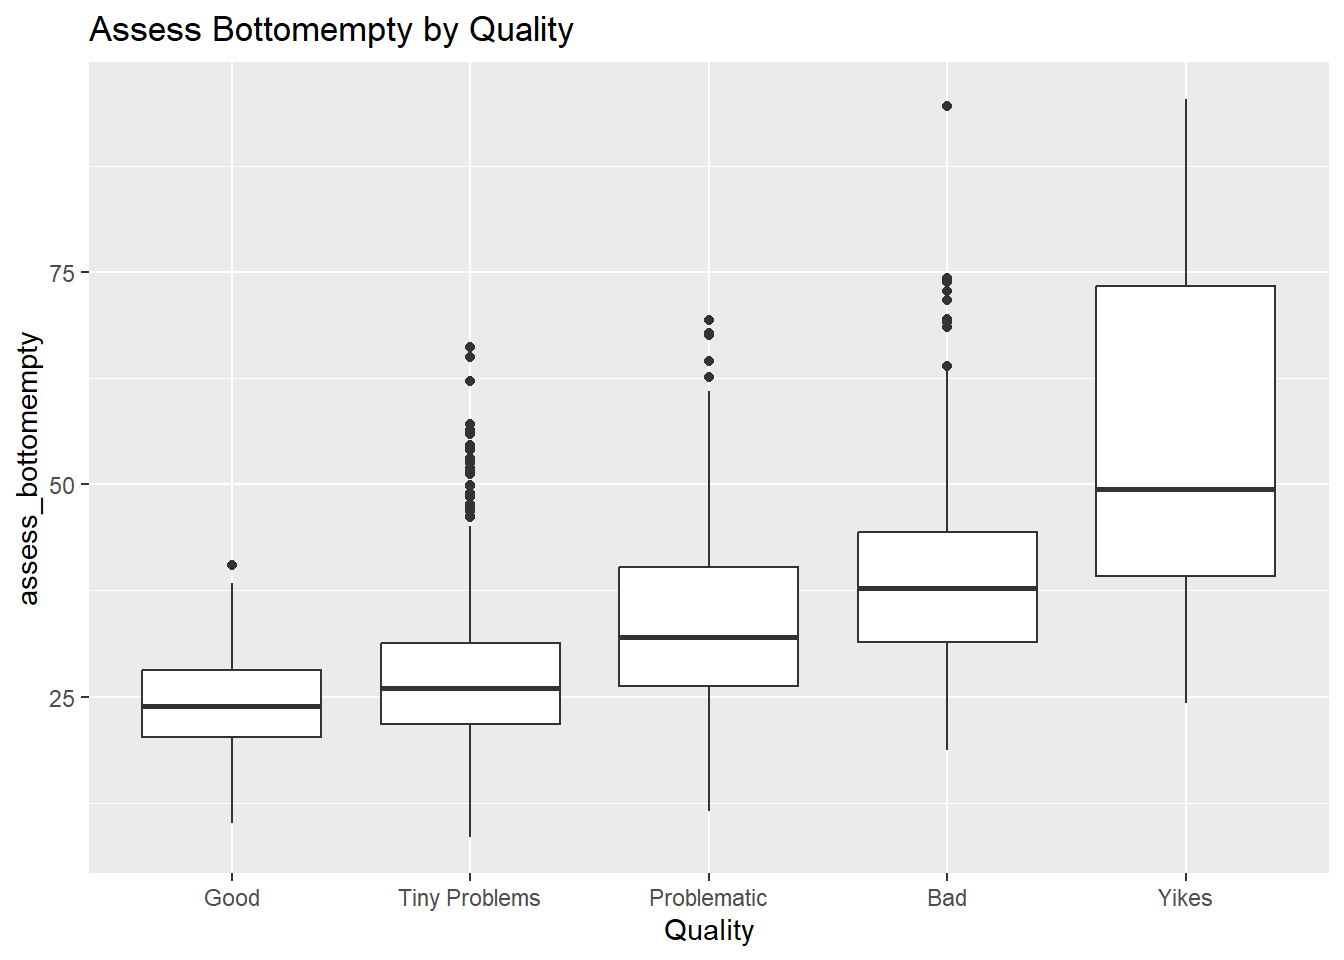 Assess Bottomempty by Quality
assess_bottomempty
75
50
25
Good
Tiny Problems
Problematic
Bad
Yikes
Quality